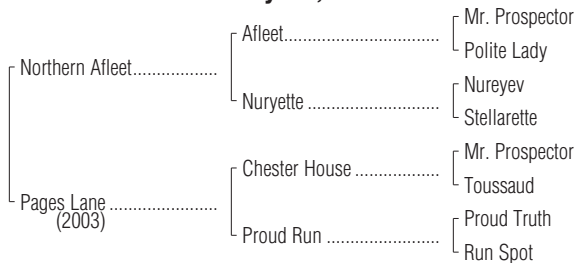 Mr. Prospector
Afleet
Polite Lady
Northern Afleet
Nureyev
Nuryette
Stellarette
Mr. Prospector
Chester House
Toussaud
Pages Lane
(2003)
Proud Truth
Proud Run
Run Spot